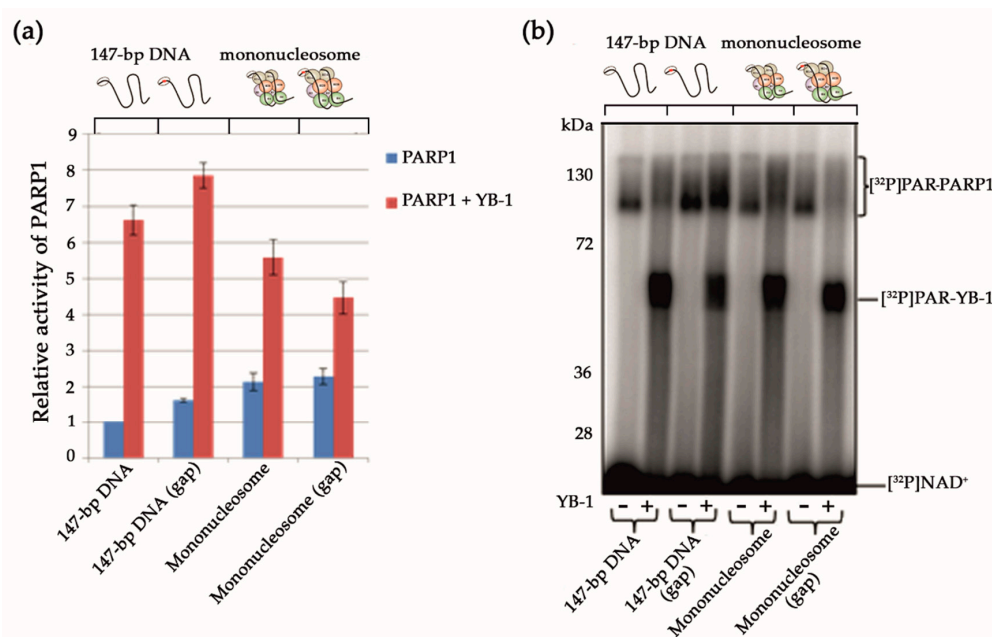 (a)
147-bp DNA
mononucleosome
9
8
7
6
5
4
3
2
1
0
Relative activity of PARP1
PARP1
PARP1 + YB-1
147-bp DNA
147-bp DNA (gap)
Mononucleosome
Mononucleosome (gap)
(b)
147-bp DNA
mononucleosome
kDa
130
72
36
28
[³²P]PAR-PARP1
[³²P]PAR-YB-1
[³²P]NAD⁺
YB-1 - + - + - + - +
147-bp DNA
147-bp DNA
(gap)
Mononucleosome
Mononucleosome
(gap)